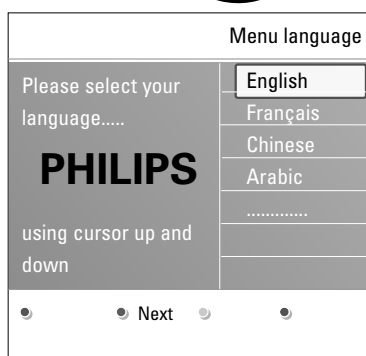 Menu language
Please select your
language.....
PHILIPS
using cursor up and
down
English
Français
Chinese
Arabic
.............
Next